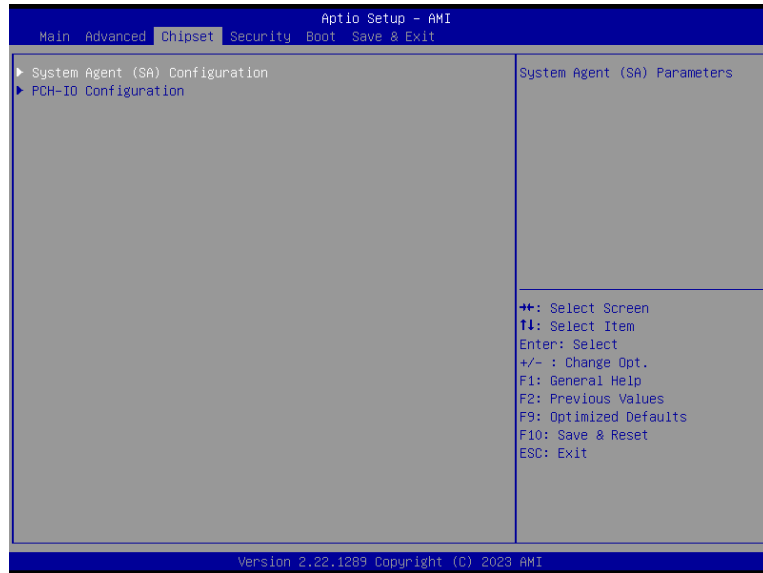 Aptio Setup – AMI
Main Advanced Chipset Security Boot Save & Exit
▶ System Agent (SA) Configuration
▶ PCH-IO Configuration
System Agent (SA) Parameters
→←: Select Screen
↑↓: Select Item
Enter: Select
+/- : Change Opt.
F1: General Help
F2: Previous Values
F9: Optimized Defaults
F10: Save & Reset
ESC: Exit
Version 2.22.1289 Copyright (C) 2023 AMI